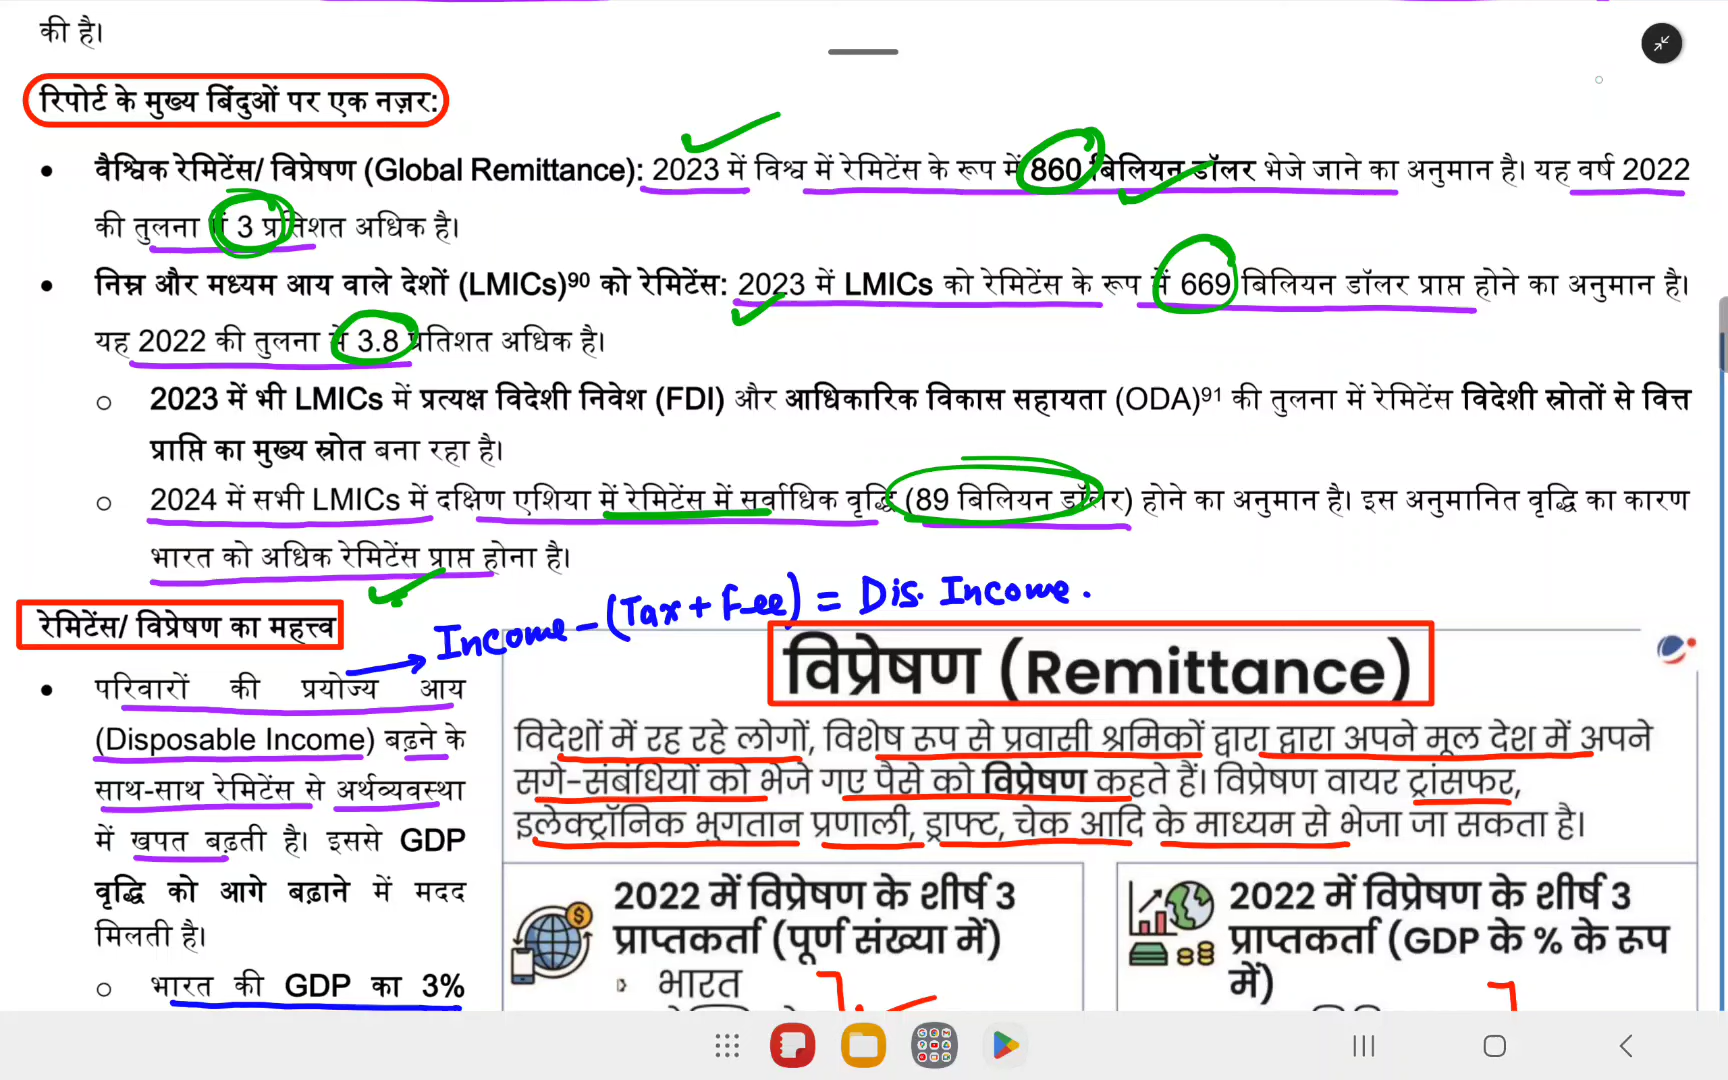 की है।
रिपोर्ट के मुख्य बिंदुओं पर एक नज़र:
• वैश्विक रेमिटेंस/ विप्रेषण (Global Remittance): 2023 में विश्व में रेमिटेंस के रूप में 860 बिलियन डॉलर भेजे जाने का अनुमान है। यह वर्ष 2022
की तुलना में 3 प्रतिशत अधिक है।
• निम्न और मध्यम आय वाले देशों (LMICs)90 को रेमिटेंस: 2023 में LMICs को रेमिटेंस के रूप में 669 बिलियन डॉलर प्राप्त होने का अनुमान है।
यह 2022 की तुलना में 3.8 प्रतिशत अधिक है।
○ 2023 में भी LMICs में प्रत्यक्ष विदेशी निवेश (FDI) और आधिकारिक विकास सहायता (ODA)91 की तुलना में रेमिटेंस विदेशी स्रोतों से वित्त
प्राप्ति का मुख्य स्रोत बना रहा है।
○ 2024 में सभी LMICs में दक्षिण एशिया में रेमिटेंस में सर्वाधिक वृद्धि (89 बिलियन डॉलर) होने का अनुमान है। इस अनुमानित वृद्धि का कारण
भारत को अधिक रेमिटेंस प्राप्त होना है।
Income - (Tax + Fee) = Dis. Income.
रेमिटेंस/ विप्रेषण का महत्त्व
• परिवारों की प्रयोज्य आय
(Disposable Income) बढ़ने के
साथ-साथ रेमिटेंस से अर्थव्यवस्था
में खपत बढ़ती है। इससे GDP
वृद्धि को आगे बढ़ाने में मदद
मिलती है।
○ भारत की GDP का 3%
विप्रेषण (Remittance)
विदेशों में रह रहे लोगों, विशेष रूप से प्रवासी श्रमिकों द्वारा द्वारा अपने मूल देश में अपने
सगे-संबंधियों को भेजे गए पैसे को विप्रेषण कहते हैं। विप्रेषण वायर ट्रांसफर,
इलेक्ट्रॉनिक भुगतान प्रणाली, ड्राफ्ट, चेक आदि के माध्यम से भेजा जा सकता है।
2022 में विप्रेषण के शीर्ष 3
प्राप्तकर्ता (पूर्ण संख्या में)
भारत
2022 में विप्रेषण के शीर्ष 3
प्राप्तकर्ता (GDP के % के रूप
में)